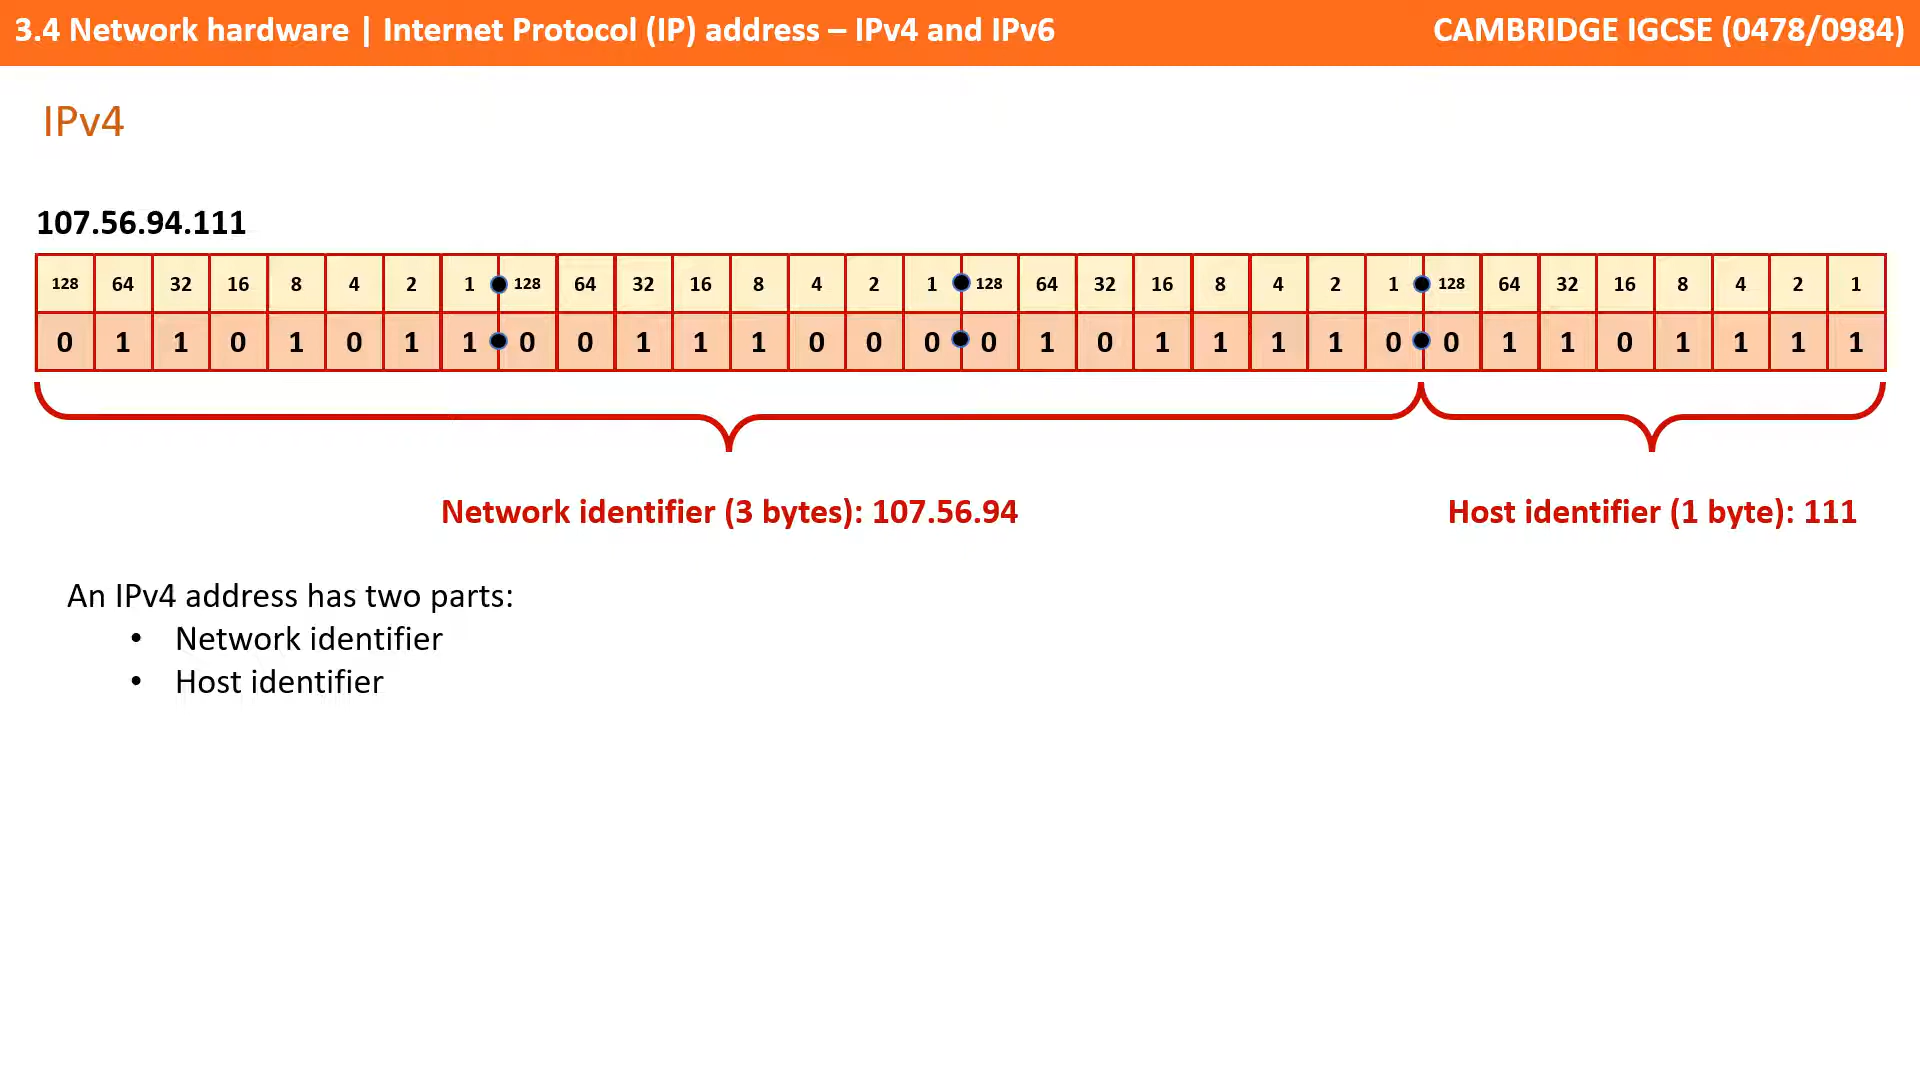 3.4 Network hardware | Internet Protocol (IP) address – IPv4 and IPv6 CAMBRIDGE IGCSE (0478/0984)
IPv4
107.56.94.111
128 64 32 16 8 4 2 1 128 64 32 16 8 4 2 1 128 64 32 16 8 4 2 1 128 64 32 16 8 4 2 1
0 1 1 0 1 0 1 1 0 0 1 1 1 0 0 0 0 1 0 1 1 1 1 0 0 1 1 0 1 1 1 1
Network identifier (3 bytes): 107.56.94 Host identifier (1 byte): 111
An IPv4 address has two parts:
• Network identifier
• Host identifier